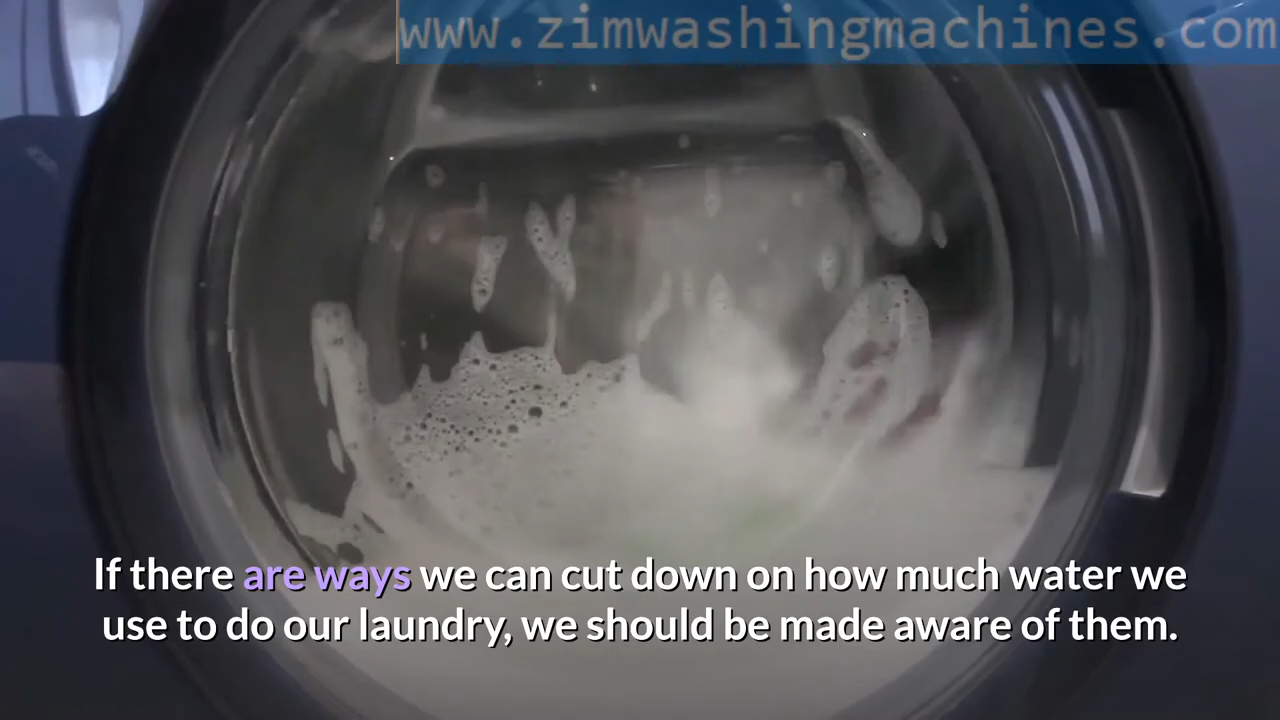 www.zimwashingmachines.com
If there are ways we can cut down on how much water we
use to do our laundry, we should be made aware of them.